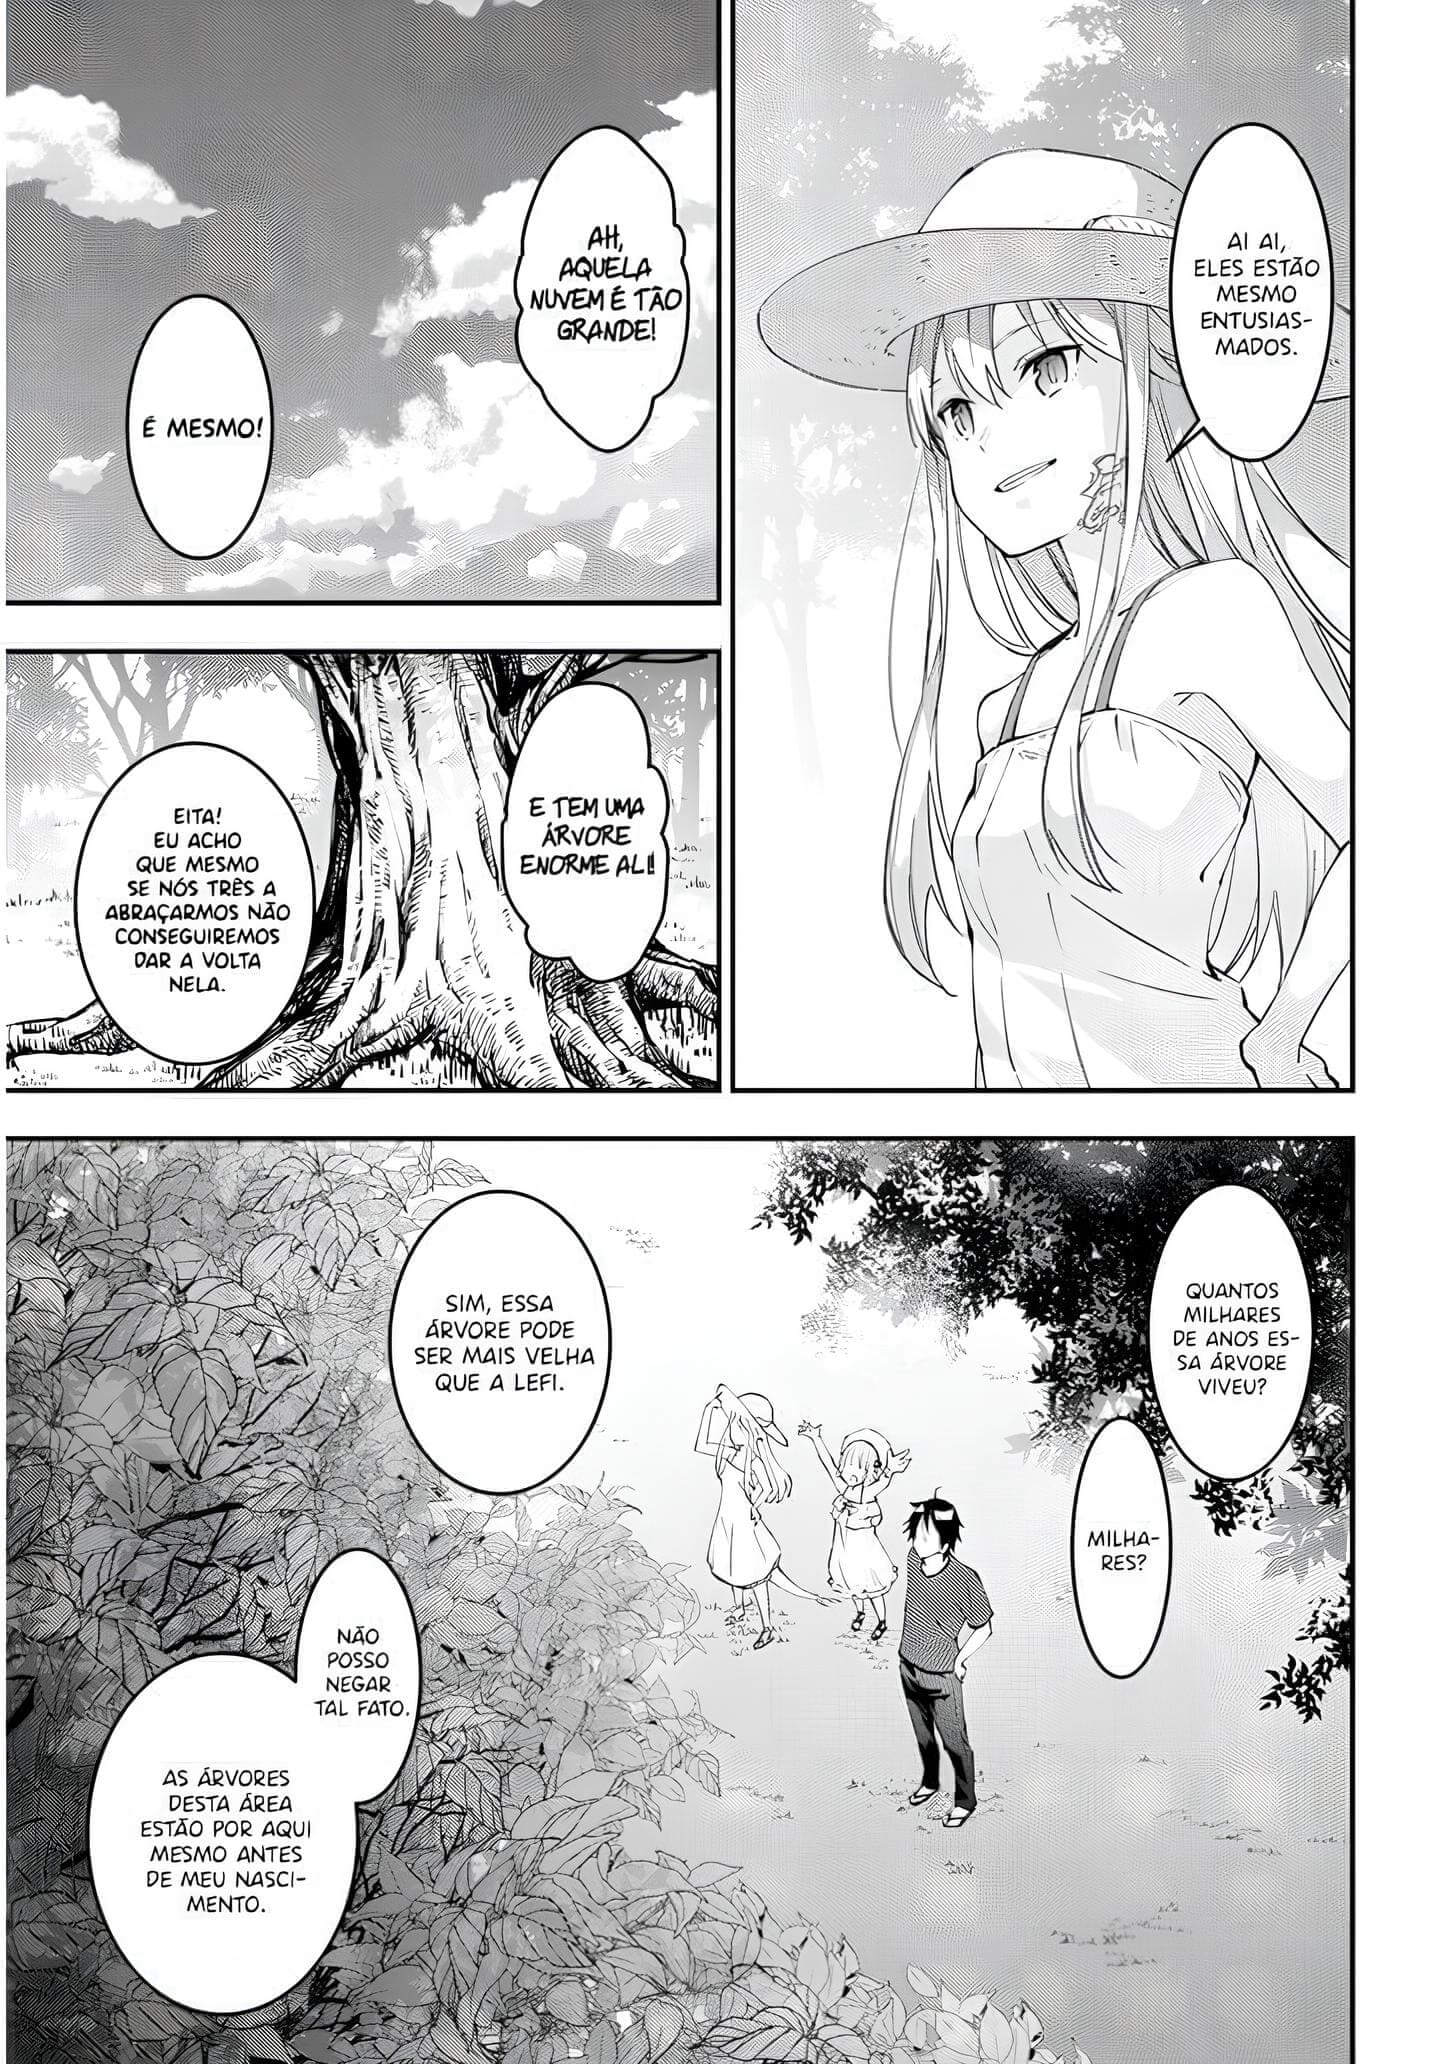 AI AI,
ELES ESTÃO
MESMO
ENTUSIAS-
MADOS.
AH,
AQUELA
NUVEM É TÃO
GRANDE!
É MESMO!
E TEM UMA
ÁRVORE
ENORME ALI!
EITA!
EU ACHO
QUE MESMO
SE NÓS TRÊS A
ABRAÇARMOS NÃO
CONSEGUIREMOS
DAR A VOLTA
NELA.
QUANTOS
MILHARES
DE ANOS ES-
SA ÁRVORE
VIVEU?
MILHA-
RES?
SIM, ESSA
ÁRVORE PODE
SER MAIS VELHA
QUE A LEFI.
NÃO
POSSO
NEGAR
TAL FATO.
AS ÁRVORES
DESTA ÁREA
ESTÃO POR AQUI
MESMO ANTES
DE MEU NASCI-
MENTO.